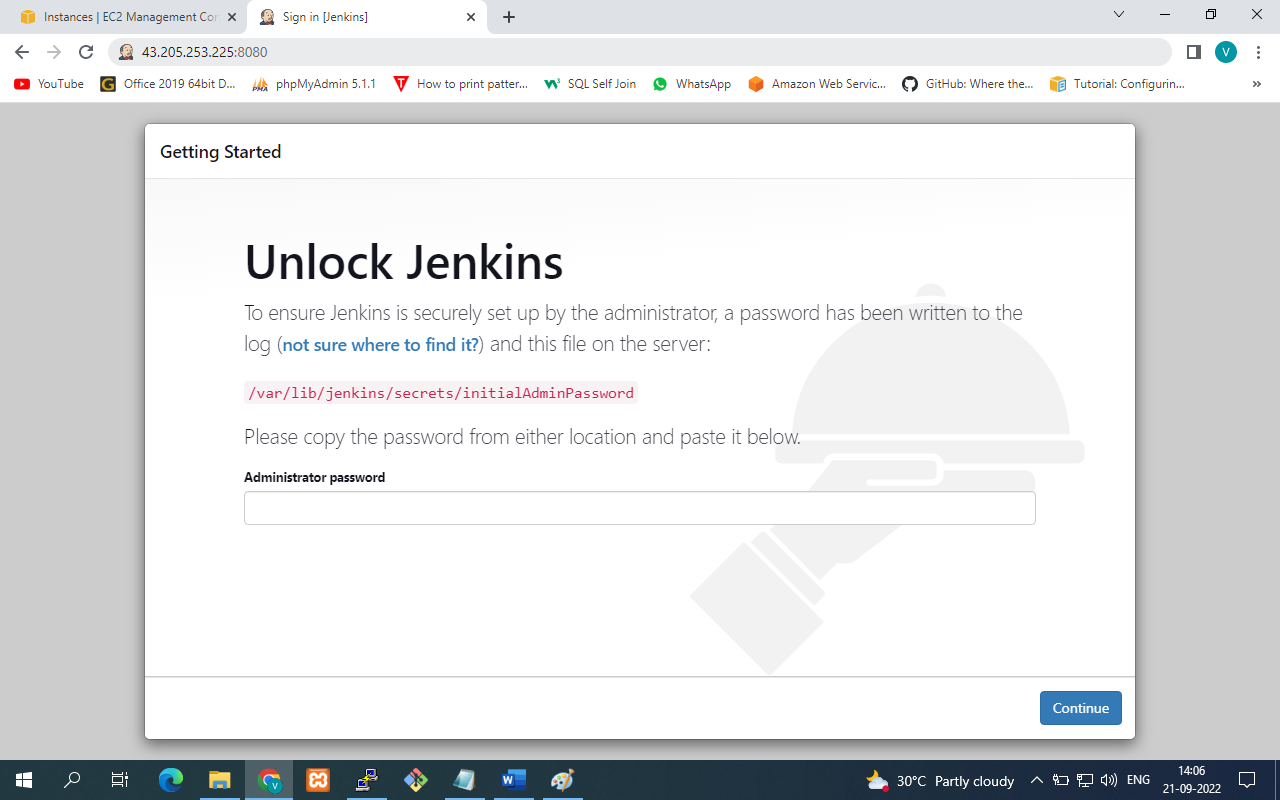 Instances | EC2 Management Con
Sign in [Jenkins]
43.205.253.225:8080
V
YouTube
Office 2019 64bit D...
phpMyAdmin 5.1.1
How to print patter...
SQL Self Join
WhatsApp
Amazon Web Servic...
GitHub: Where the...
Tutorial: Configurin...
»
Getting Started
Unlock Jenkins
To ensure Jenkins is securely set up by the administrator, a password has been written to the
log (not sure where to find it?) and this file on the server:
/var/lib/jenkins/secrets/initialAdminPassword
Please copy the password from either location and paste it below.
Administrator password
Continue
30°C Partly cloudy
ENG
14:06
21-09-2022